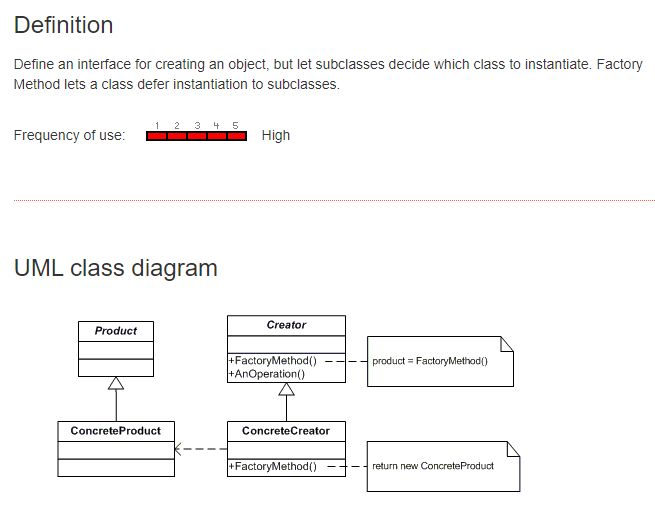 Definition
Define an interface for creating an object, but let subclasses decide which class to instantiate. Factory
Method lets a class defer instantiation to subclasses.
1 2 3 4 5
Frequency of use: High
UML class diagram
Product
Creator
+FactoryMethod()
+AnOperation()
product = FactoryMethod()
ConcreteProduct
ConcreteCreator
+FactoryMethod()
return new ConcreteProduct